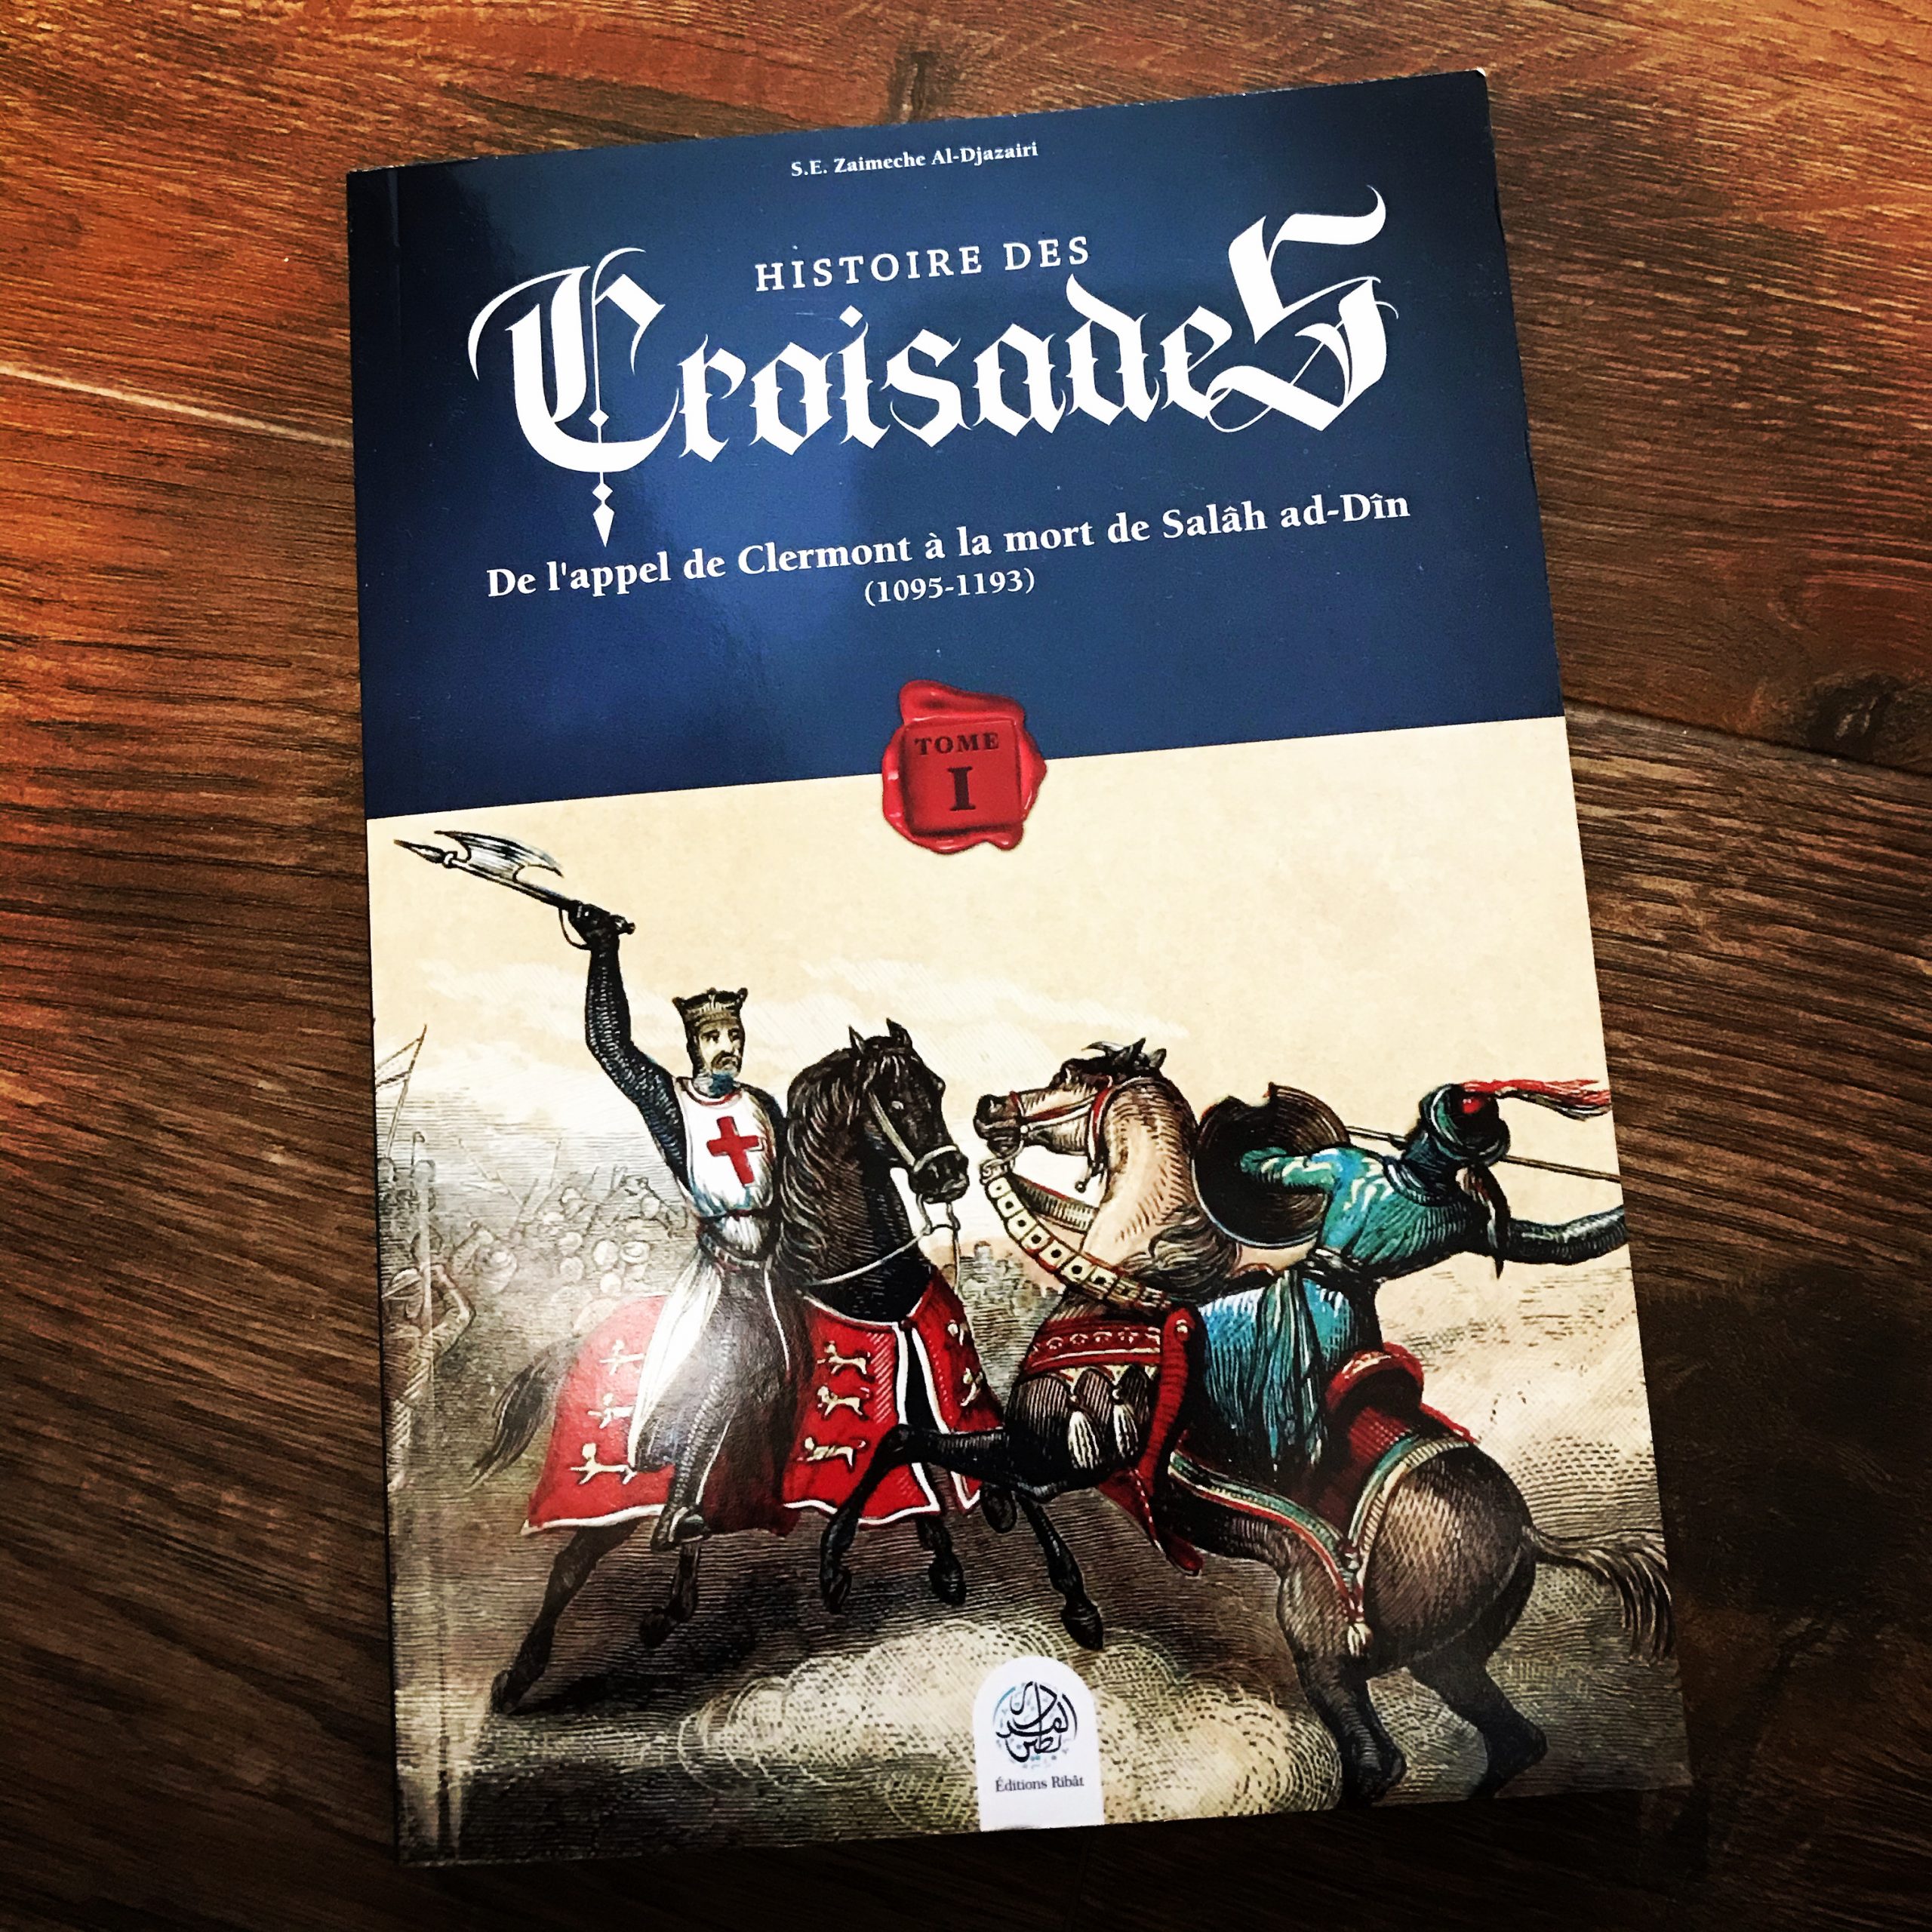 S.E. Zaimeche Al-Djazairi
HISTOIRE DES
CroisadeS
De l'appel de Clermont à la mort de Salâh ad-Dîn
(1095-1193)
TOME
I
Éditions Ribât